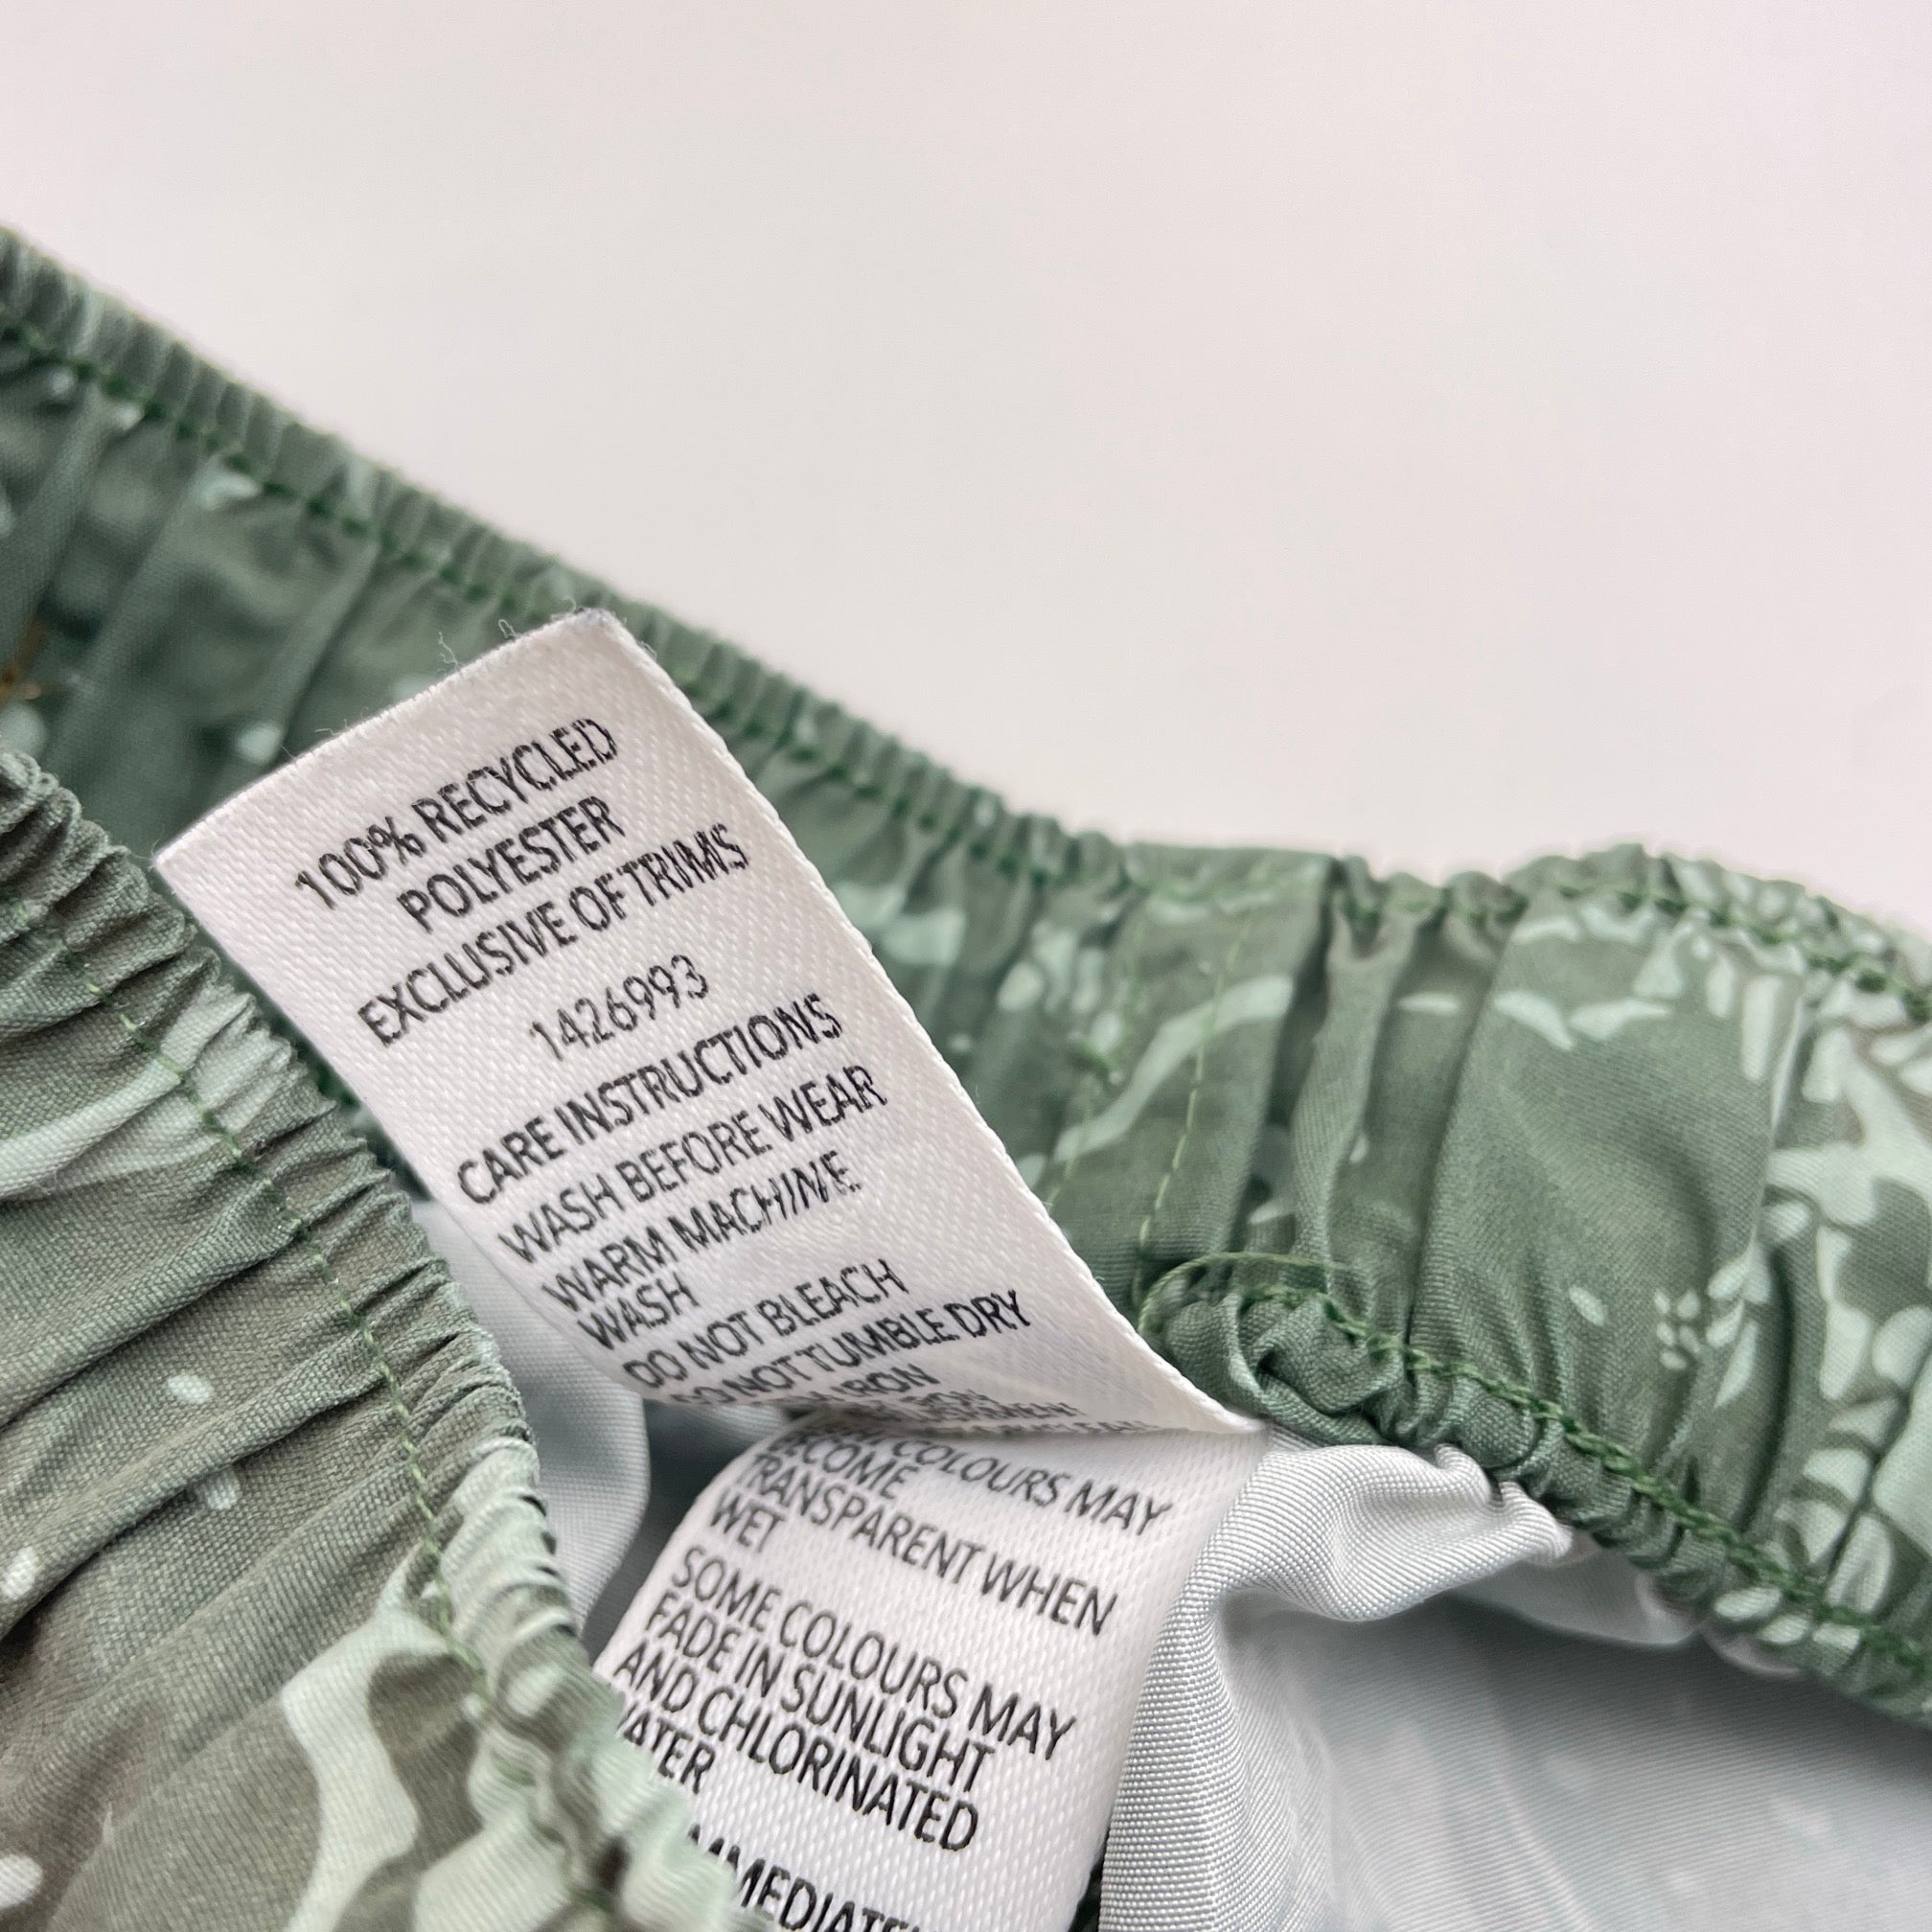 100% RECYCLED
POLYESTER
EXCLUSIVE OF TRIMS
1426993
CARE INSTRUCTIONS
WASH BEFORE WEAR
WARM MACHINE
WASH
DO NOT BLEACH
DO NOT TUMBLE DRY
IRON
COLOURS MAY
BECOME
TRANSPARENT WHEN
WET
SOME COLOURS MAY
FADE IN SUNLIGHT
AND CHLORINATED
WATER